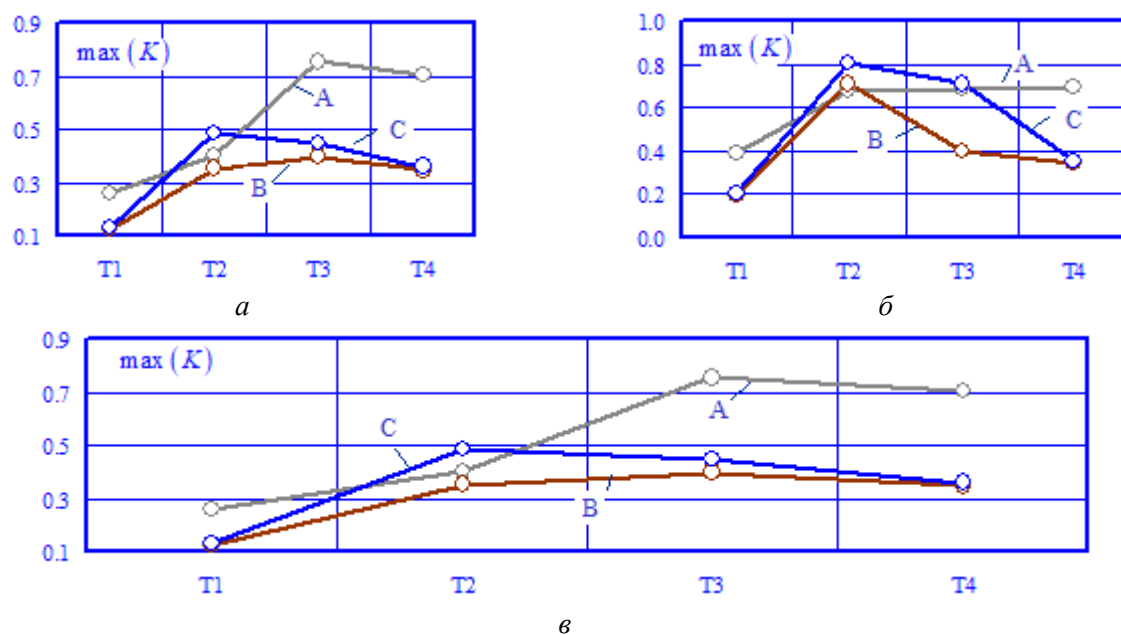 0.9
max (K)
0.7
A
0.5
C
0.3
B
0.1
T1 T2 T3 T4
а
1.0
max (K)
A
0.8
0.6
B
C
0.4
0.2
0.0
T1 T2 T3 T4
б
0.9
max (K)
0.7
A
C
0.5
0.3
B
0.1
T1 T2 T3 T4
в